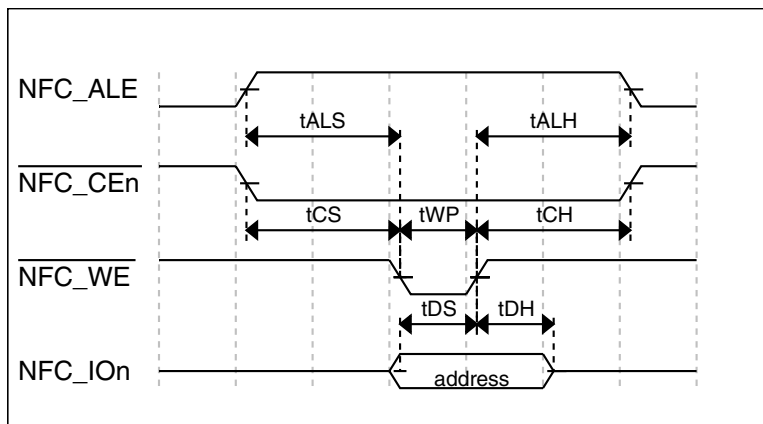 NFC_ALE
tALS tALH
NFC_CEn
tCS tWP tCH
NFC_WE
tDS tDH
NFC_IOn
address